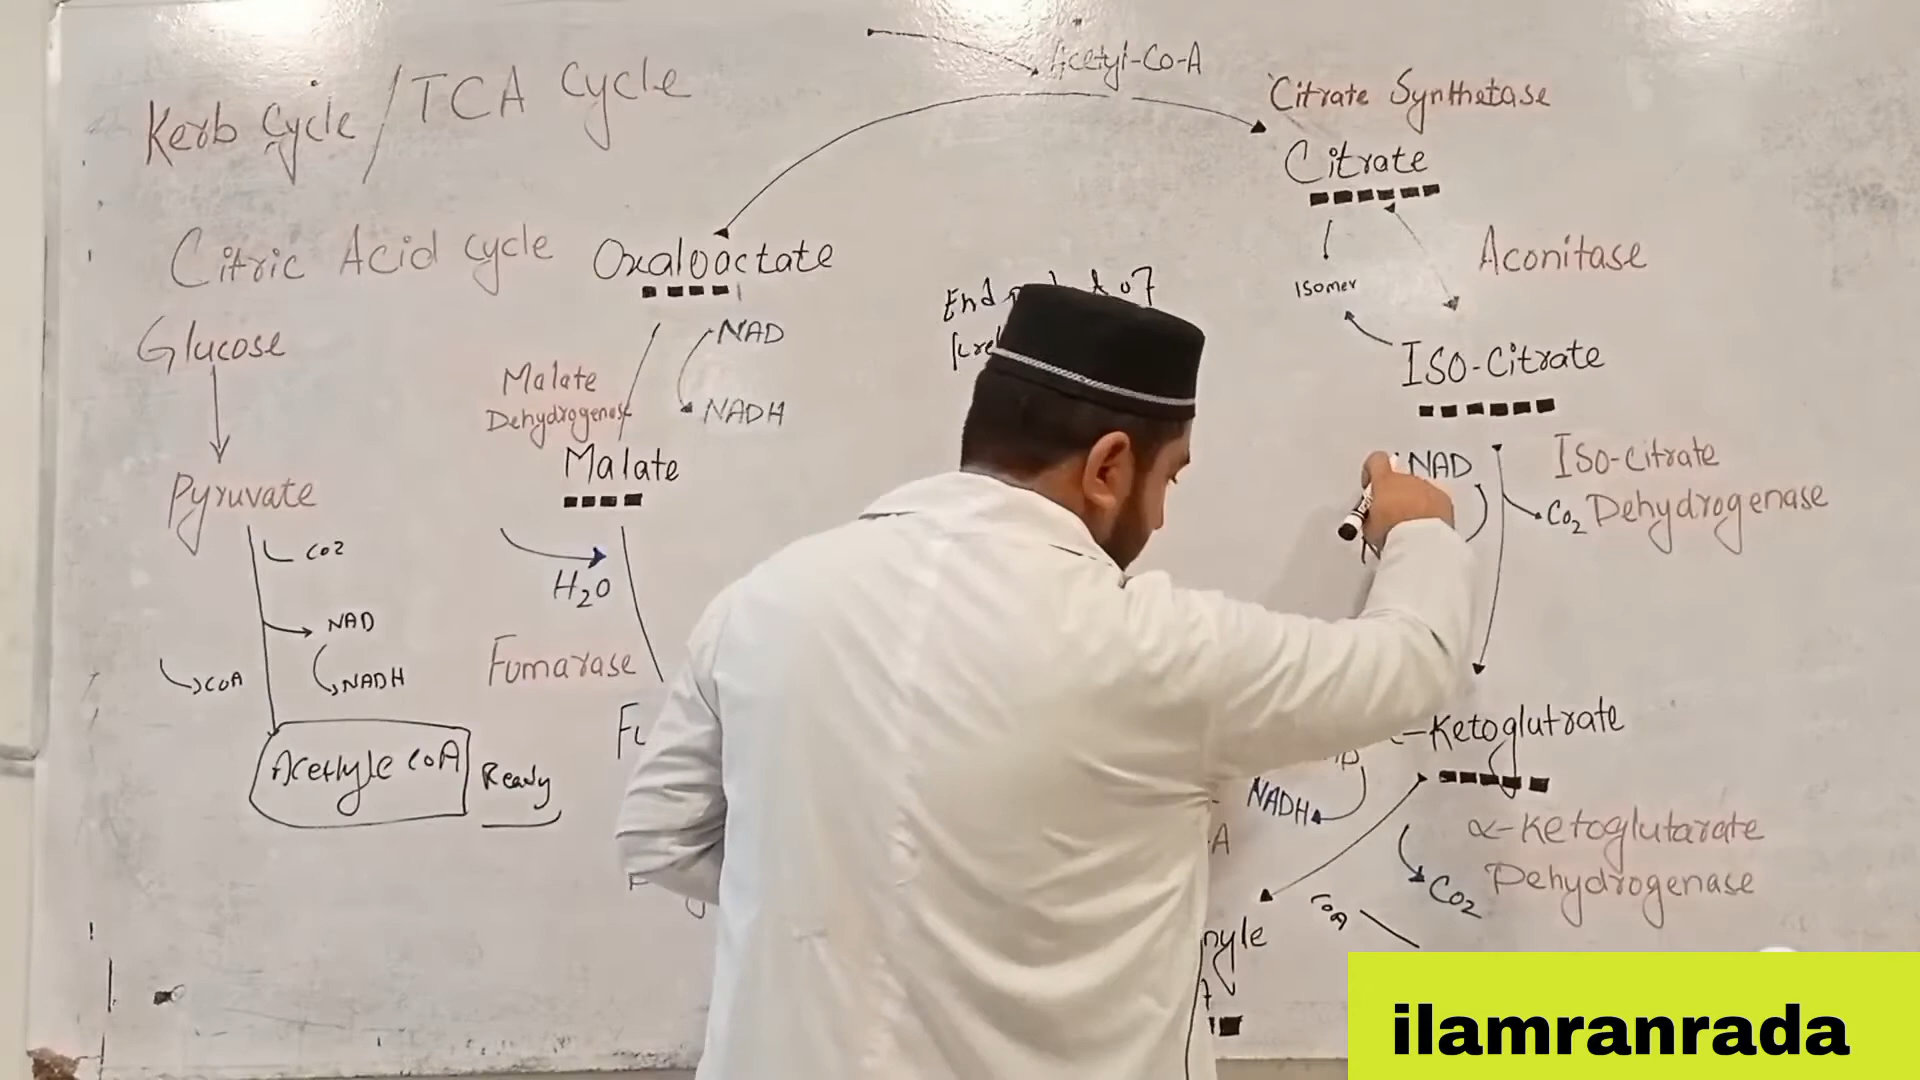 Kerb Cycle / TCA Cycle
Citric Acid cycle
Glucose
Pyruvate
CO2
NAD
NADH
CoA
Acetlyle CoA
Ready
Acetyl-Co-A
Oxaloactate
NAD
NADH
Malate
Dehydrogenase
Malate
H2O
Fumarase
End
Citrate Synthetase
Citrate
Isomer
Aconitase
ISO-Citrate
NAD
Iso-citrate
CO2 Dehydrogenase
-Ketoglutrate
NADH
α-Ketoglutarate
Dehydrogenase
CO2
CoA
ilamranrada